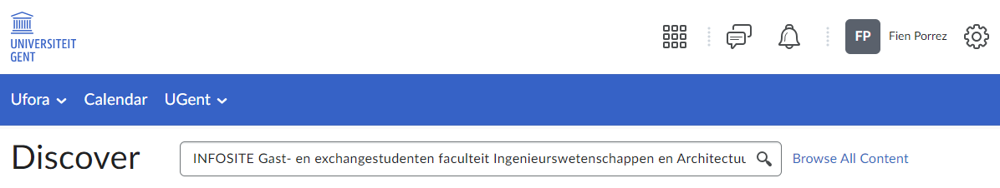 UNIVERSITEIT
GENT
FP Fien Porrez
Ufora Calendar UGent
Discover INFOSITE Gast- en exchangestudenten faculteit Ingenieurswetenschappen en Architectuu Browse All Content